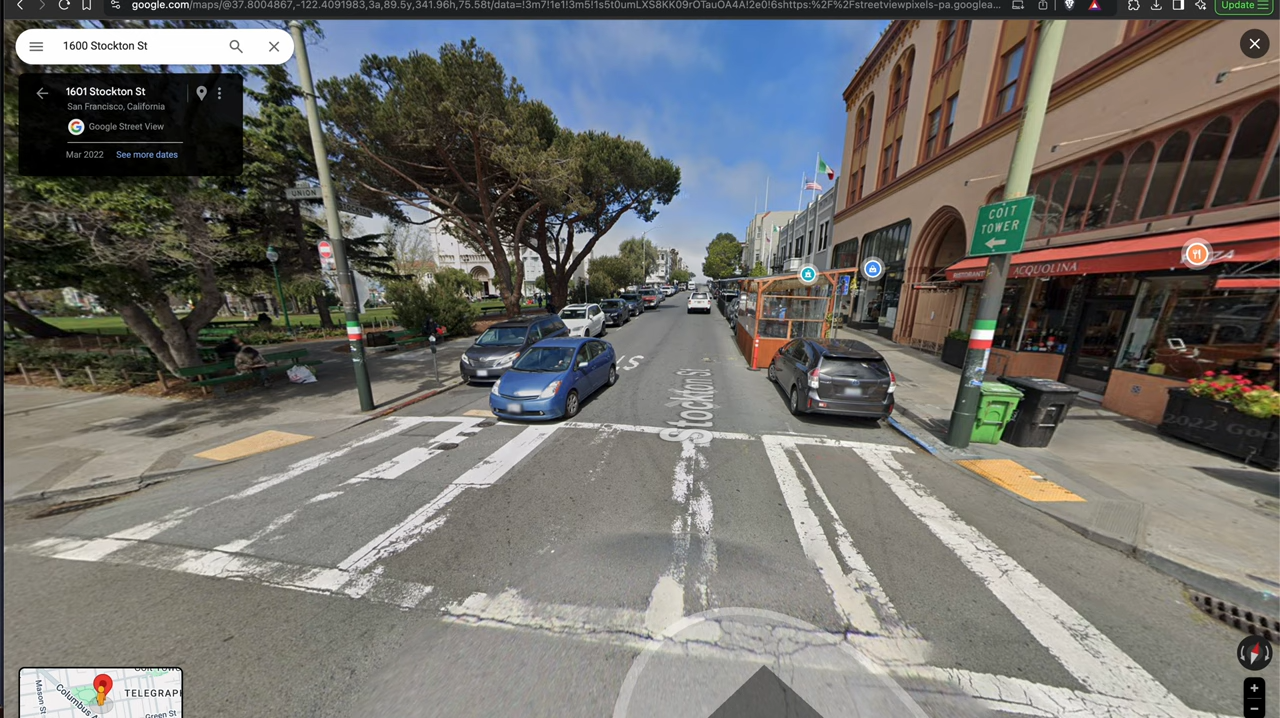 google.com/maps/@37.8004867,-122.4091983,3a,89.5y,341.96h,75.58t/data=!3m7!1e1!3m5!1s5t0umLXS8KK09rOTauOA4A!2e0!6shttps:%2F%2Fstreetviewpixels-pa.googlea...
Update
1600 Stockton St
1601 Stockton St
San Francisco, California
Google Street View
Mar 2022 See more dates
UNION
COIT
TOWER
ACQUOLINA
Stockton St
TELEGRAPH
Columbus A
Mason St
Green St